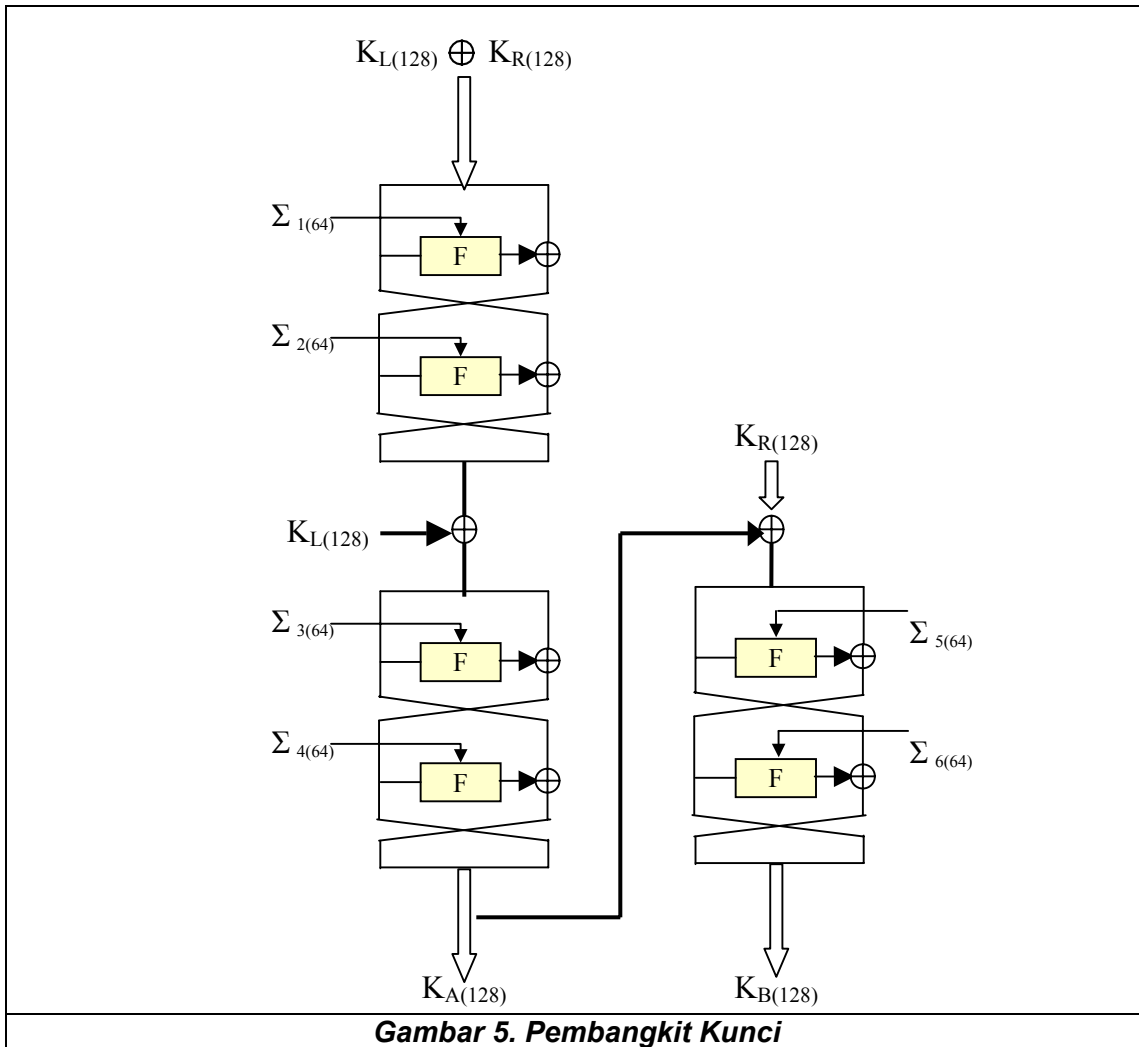 K_L(128) ⊕ K_R(128)
Σ 1(64)
F
Σ 2(64)
F
K_R(128)
K_L(128)
Σ 3(64)
F
Σ 5(64)
F
Σ 4(64)
F
Σ 6(64)
F
K_A(128)
K_B(128)
Gambar 5. Pembangkit Kunci